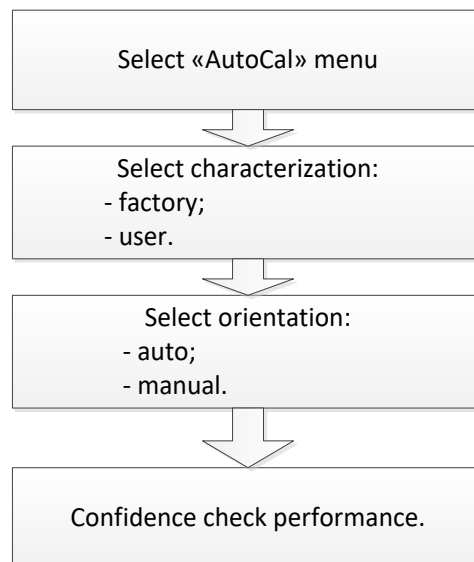 Select «AutoCal» menu
Select characterization:
- factory;
- user.
Select orientation:
- auto;
- manual.
Confidence check performance.